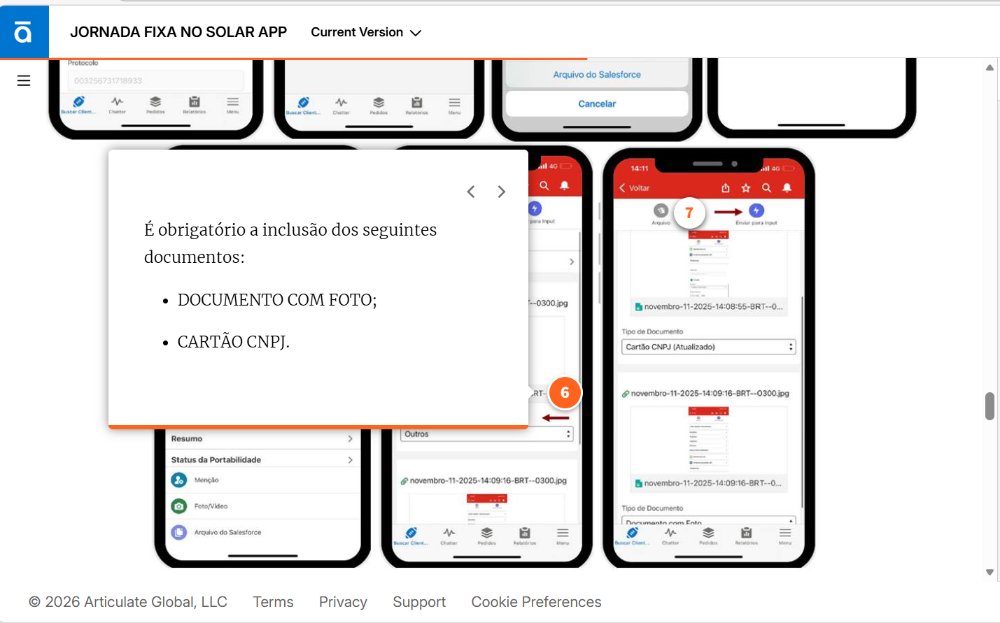 JORNADA FIXA NO SOLAR APP
Current Version
Protocolo
003256731718933
Buscar Client...
Chatter
Pedidos
Relatórios
Menu
Buscar Client...
Chatter
Pedidos
Relatórios
Menu
Arquivo do Salesforce
Cancelar
É obrigatório a inclusão dos seguintes
documentos:
• DOCUMENTO COM FOTO;
• CARTÃO CNPJ.
Resumo
Status da Portabilidade
Menção
Foto/Vídeo
Arquivo do Salesforce
4G
para Input
--0300.jpg
RT-
6
Outros
novembro-11-2025-14:09:16-BRT--0300.jpg
Buscar Client...
Chatter
Pedidos
Relatórios
Menu
14:11
4G
Voltar
Arquivo
7
Enviar para Input
novembro-11-2025-14:08:55-BRT--0...
Tipo de Documento
Cartão CNPJ (Atualizado)
novembro-11-2025-14:09:16-BRT--0300.jpg
novembro-11-2025-14:09:16-BRT--0...
Tipo de Documento
Documento com Foto
Buscar Client...
Chatter
Pedidos
Relatórios
Menu
© 2026 Articulate Global, LLC
Terms
Privacy
Support
Cookie Preferences